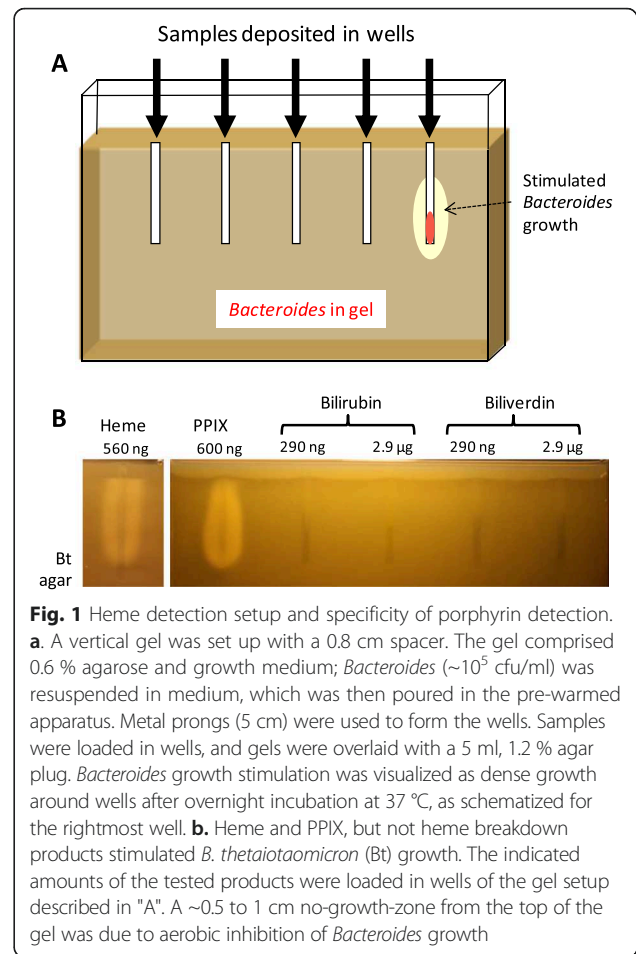 Samples deposited in wells
A
Stimulated
Bacteroides
growth
Bacteroides in gel
B
Heme
560 ng
PPIX
600 ng
Bilirubin
290 ng
2.9 µg
Biliverdin
290 ng
2.9 µg
Bt
agar
Fig. 1 Heme detection setup and specificity of porphyrin detection.
a. A vertical gel was set up with a 0.8 cm spacer. The gel comprised
0.6 % agarose and growth medium; Bacteroides (~10⁵ cfu/ml) was
resuspended in medium, which was then poured in the pre-warmed
apparatus. Metal prongs (5 cm) were used to form the wells. Samples
were loaded in wells, and gels were overlaid with a 5 ml, 1.2 % agar
plug. Bacteroides growth stimulation was visualized as dense growth
around wells after overnight incubation at 37 °C, as schematized for
the rightmost well. b. Heme and PPIX, but not heme breakdown
products stimulated B. thetaiotaomicron (Bt) growth. The indicated
amounts of the tested products were loaded in wells of the gel setup
described in "A". A ~0.5 to 1 cm no-growth-zone from the top of the
gel was due to aerobic inhibition of Bacteroides growth